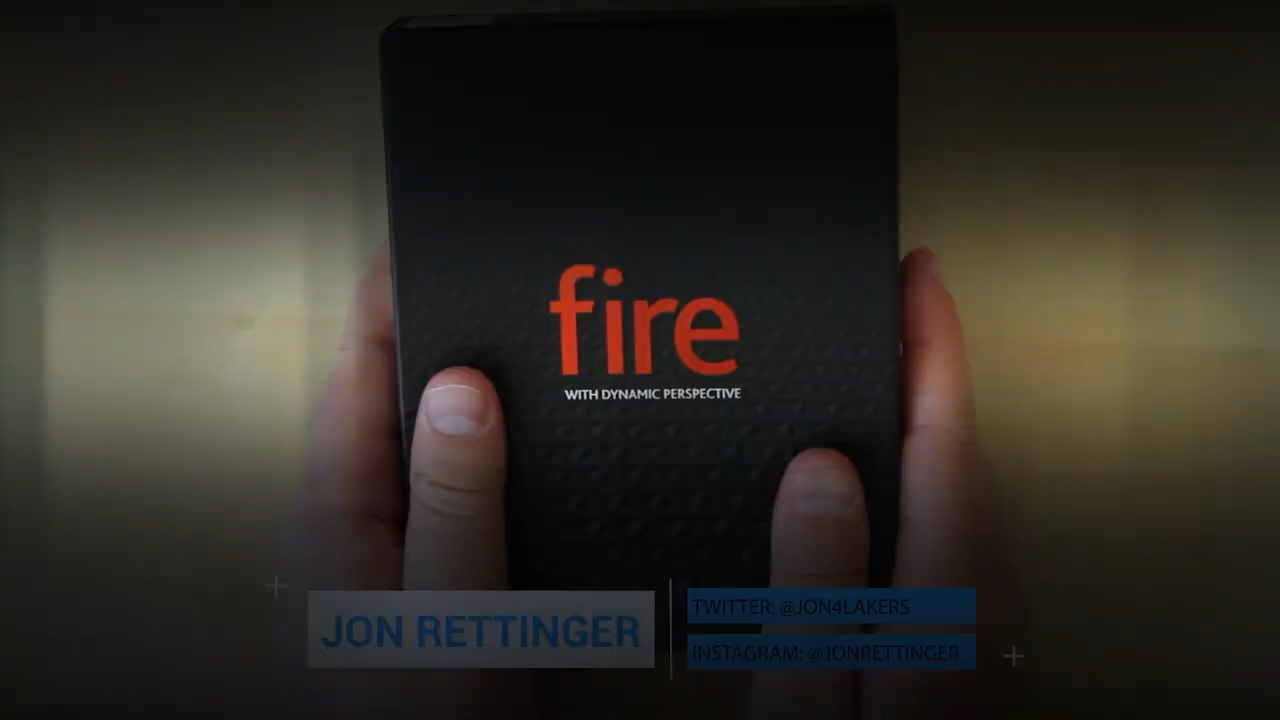 fire
WITH DYNAMIC PERSPECTIVE
JON RETTINGER
TWITTER: @JON4LAKERS
INSTAGRAM: @JONRETTINGER